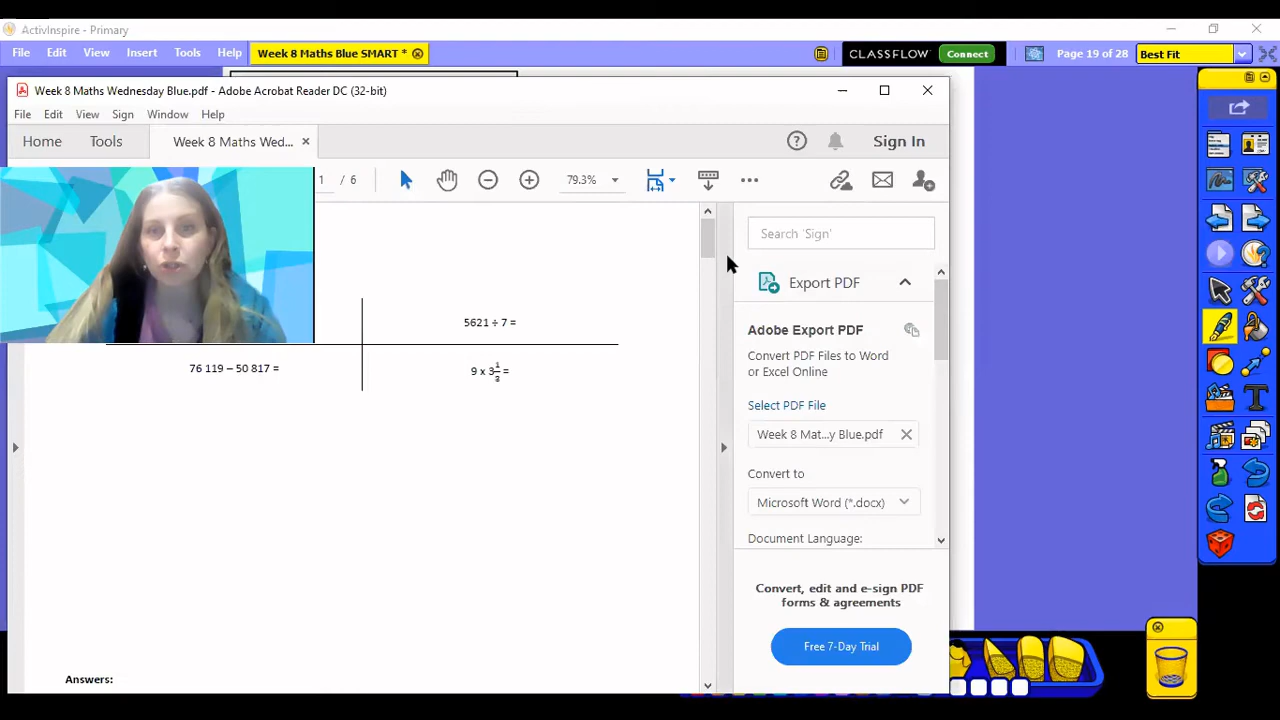 ActivInspire - Primary
File Edit View Insert Tools Help Week 8 Maths Blue SMART * CLASSFLOW Connect Page 19 of 28 Best Fit
Week 8 Maths Wednesday Blue.pdf - Adobe Acrobat Reader DC (32-bit)
File Edit View Sign Window Help
Home Tools Week 8 Maths Wed... Sign In
1 / 6 79.3%
Search 'Sign'
Export PDF
5621 ÷ 7 =
76 119 – 50 817 =
9 x 3 1/3 =
Adobe Export PDF
Convert PDF Files to Word
or Excel Online
Select PDF File
Week 8 Mat...y Blue.pdf
Convert to
Microsoft Word (*.docx)
Document Language:
Convert, edit and e-sign PDF
forms & agreements
Free 7-Day Trial
Answers: